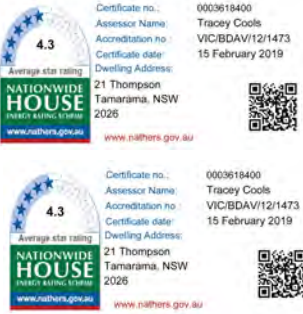 Certificate no.: 0003618400
Assessor Name: Tracey Cools
Accreditation no : VIC/BDAV/12/1473
Certificate date: 15 February 2019
Dwelling Address:
21 Thompson
Tamarama, NSW
2026
www.nathers.gov.au
4.3
Average star rating
NATIONWIDE
HOUSE
ENERGY RATING SCHEME
www.nathers.gov.au
Certificate no.: 0003618400
Assessor Name: Tracey Cools
Accreditation no : VIC/BDAV/12/1473
Certificate date: 15 February 2019
Dwelling Address:
21 Thompson
Tamarama, NSW
2026
www.nathers.gov.au
4.3
Average star rating
NATIONWIDE
HOUSE
ENERGY RATING SCHEME
www.nathers.gov.au